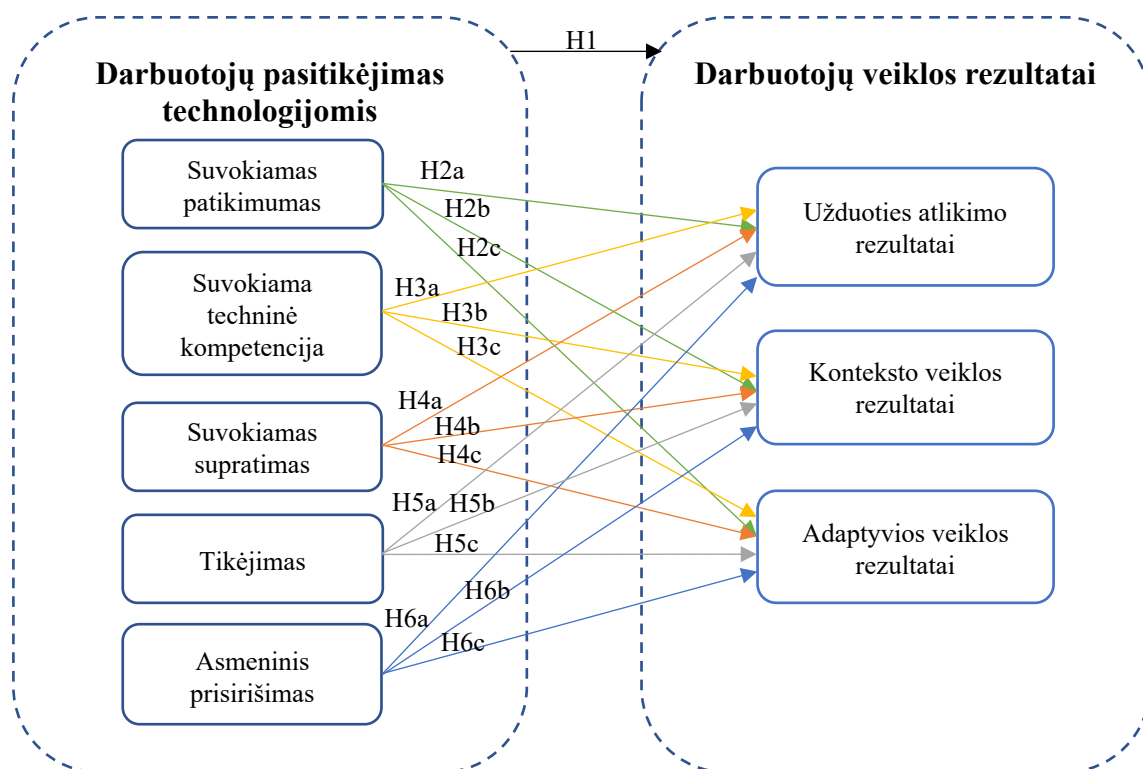 H1
Darbuotojų pasitikėjimas
technologijomis
Suvokiamas
patikimumas
Suvokiama
techninė
kompetencija
Suvokiamas
supratimas
Tikėjimas
Asmeninis
prisirišimas
H2a
H2b
H2c
H3a
H3b
H3c
H4a
H4b
H4c
H5a
H5b
H5c
H6a
H6b
H6c
Darbuotojų veiklos rezultatai
Užduoties atlikimo
rezultatai
Konteksto veiklos
rezultatai
Adaptyvios veiklos
rezultatai